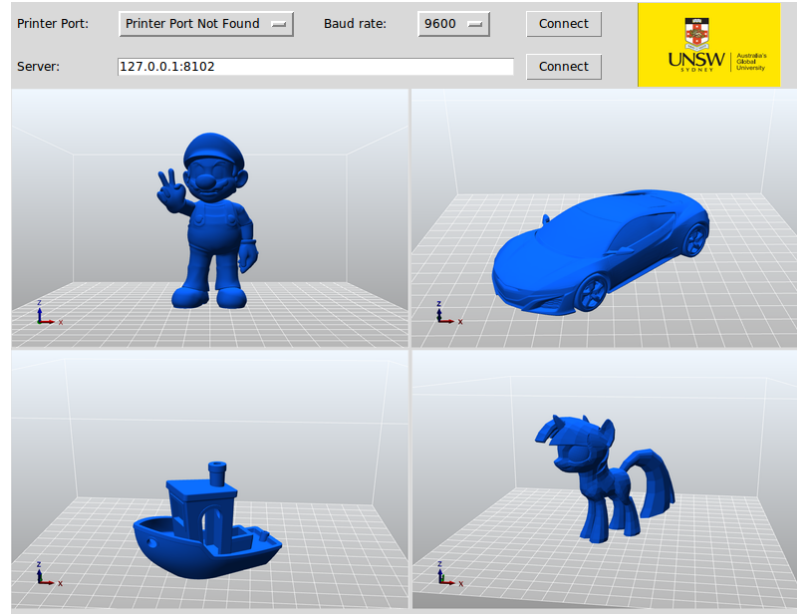 Printer Port: Printer Port Not Found Baud rate: 9600 Connect
Server: 127.0.0.1:8102 Connect
UNSW
SYDNEY
Australia's
Global
University
z
x
z
x
z
x
z
x